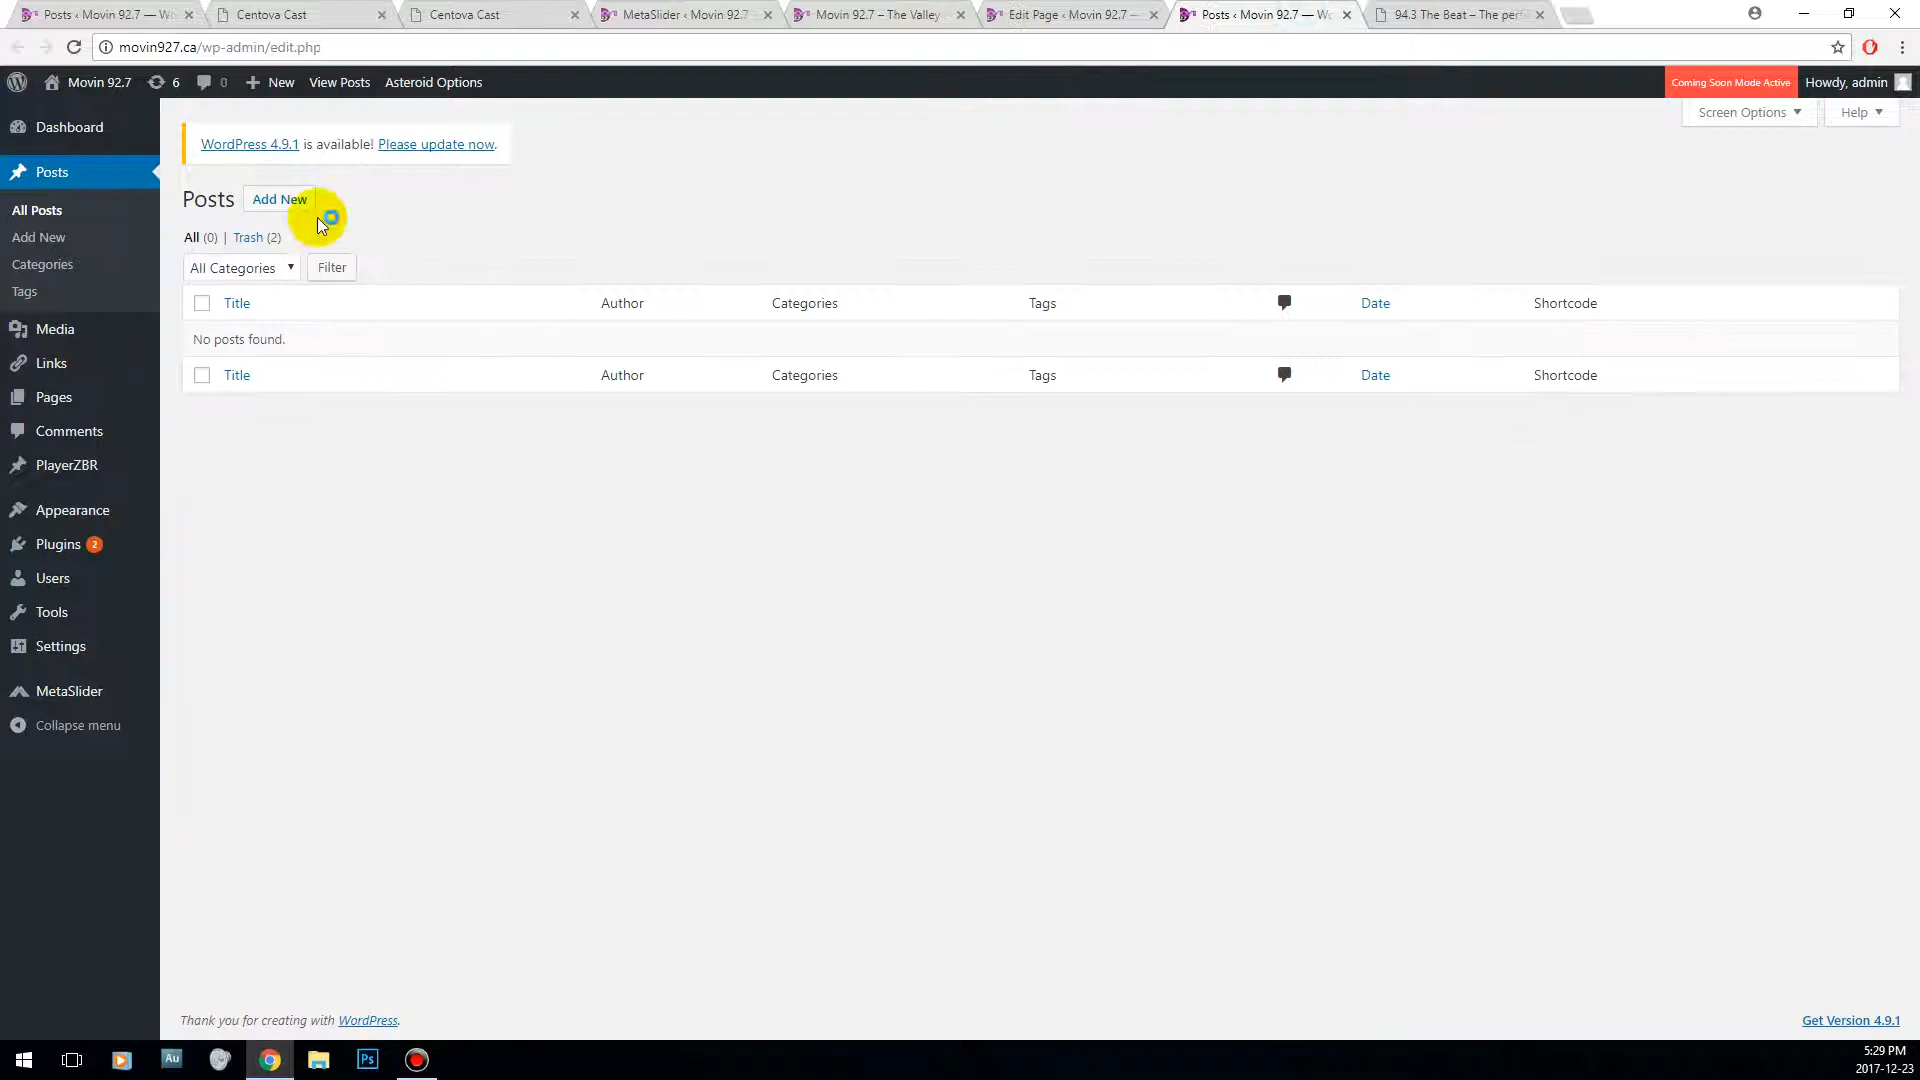 Posts ‹ Movin 92.7 — Wo
Centova Cast
Centova Cast
MetaSlider ‹ Movin 92.7 —
Movin 92.7 – The Valley
Edit Page ‹ Movin 92.7 —
Posts ‹ Movin 92.7 — Wo
94.3 The Beat – The per
movin927.ca/wp-admin/edit.php
Movin 92.7
6
0
New
View Posts
Asteroid Options
Coming Soon Mode Active
Howdy, admin
Screen Options
Help
Dashboard
Posts
All Posts
Add New
Categories
Tags
Media
Links
Pages
Comments
PlayerZBR
Appearance
Plugins 2
Users
Tools
Settings
MetaSlider
Collapse menu
WordPress 4.9.1 is available! Please update now.
Posts Add New
All (0) | Trash (2)
All Categories Filter
Title Author Categories Tags Date Shortcode
No posts found.
Title Author Categories Tags Date Shortcode
Thank you for creating with WordPress.
Get Version 4.9.1
Au
Ps
5:29 PM
2017-12-23